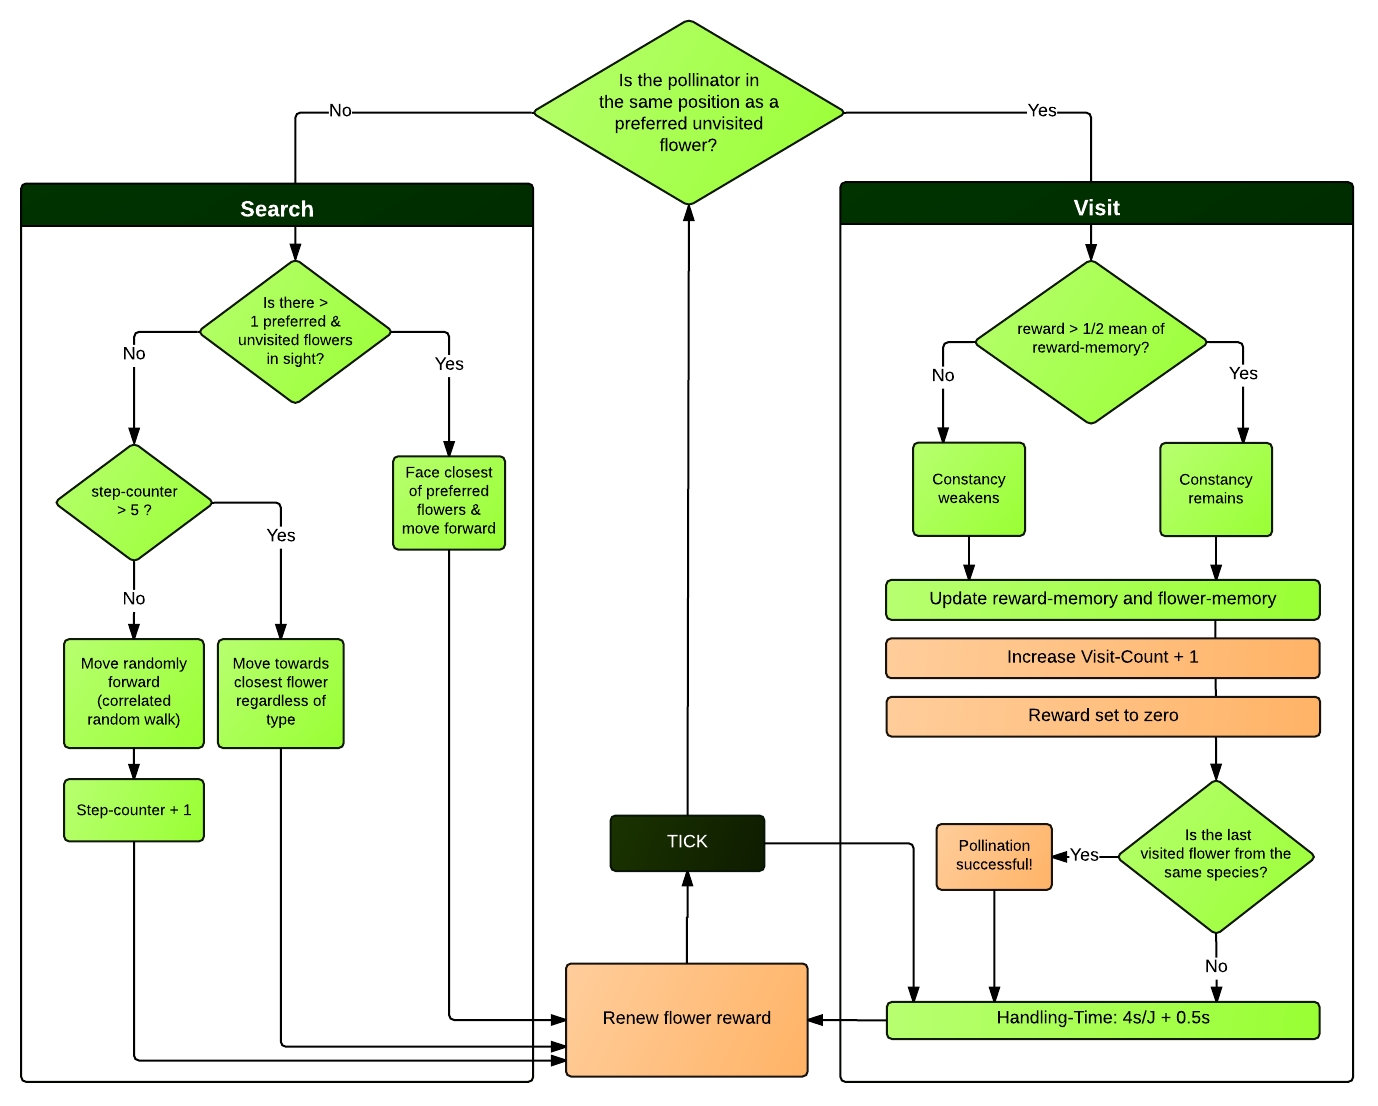 Is the pollinator in
the same position as a
preferred unvisited
flower?
No
Yes
Search
Is there >
1 preferred &
unvisited flowers
in sight?
No
Yes
step-counter
> 5 ?
Yes
No
Face closest
of preferred
flowers &
move forward
Move randomly
forward
(correlated
random walk)
Move towards
closest flower
regardless of
type
Step-counter + 1
TICK
Renew flower reward
Visit
reward > 1/2 mean of
reward-memory?
No
Yes
Constancy
weakens
Constancy
remains
Update reward-memory and flower-memory
Increase Visit-Count + 1
Reward set to zero
Is the last
visited flower from the
same species?
Yes
Pollination
successful!
No
Handling-Time: 4s/J + 0.5s